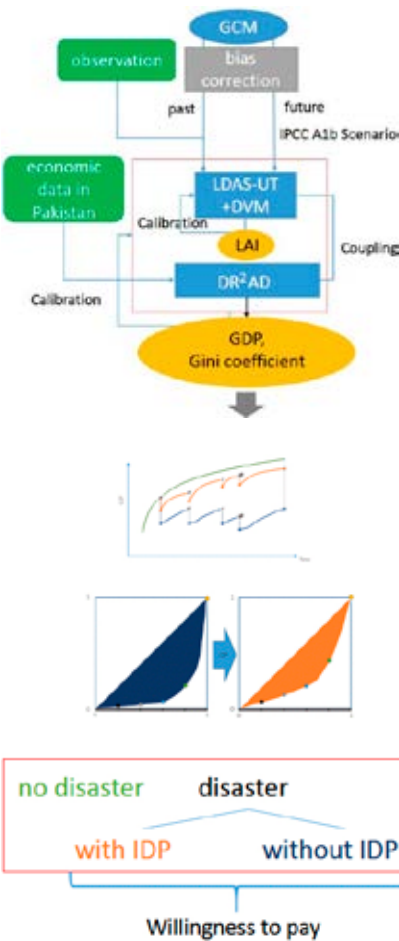 GCM
bias
correction
observation
past
future
IPCC A1b Scenario
economic
data in
Pakistan
LDAS-UT
+DVM
Calibration
LAI
Coupling
DR²AD
Calibration
GDP,
Gini coefficient
no disaster
disaster
with IDP
without IDP
Willingness to pay